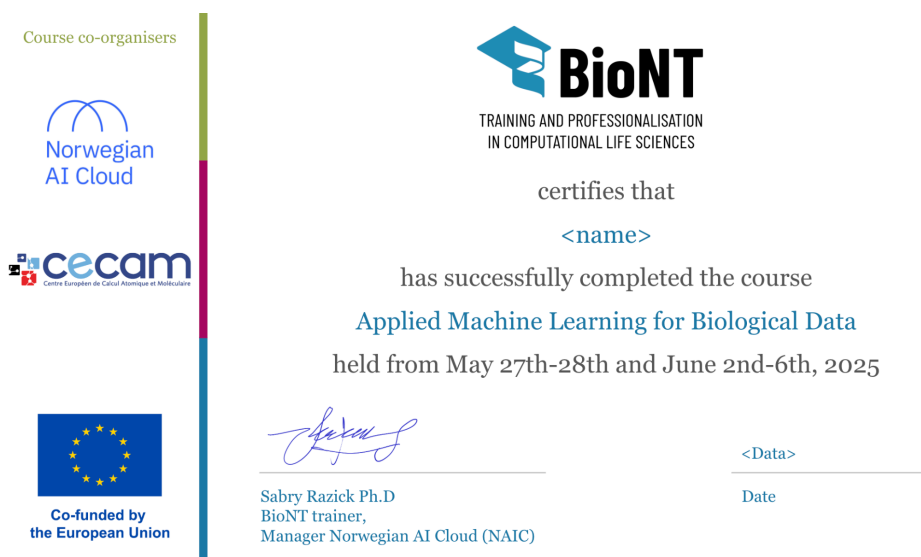 Course co-organisers
Norwegian
AI Cloud
cecam
Centre Européen de Calcul Atomique et Moléculaire
Co-funded by
the European Union
BioNT
TRAINING AND PROFESSIONALISATION
IN COMPUTATIONAL LIFE SCIENCES
certifies that
<name>
has successfully completed the course
Applied Machine Learning for Biological Data
held from May 27th-28th and June 2nd-6th, 2025
Sabry Razick Ph.D
BioNT trainer,
Manager Norwegian AI Cloud (NAIC)
<Data>
Date